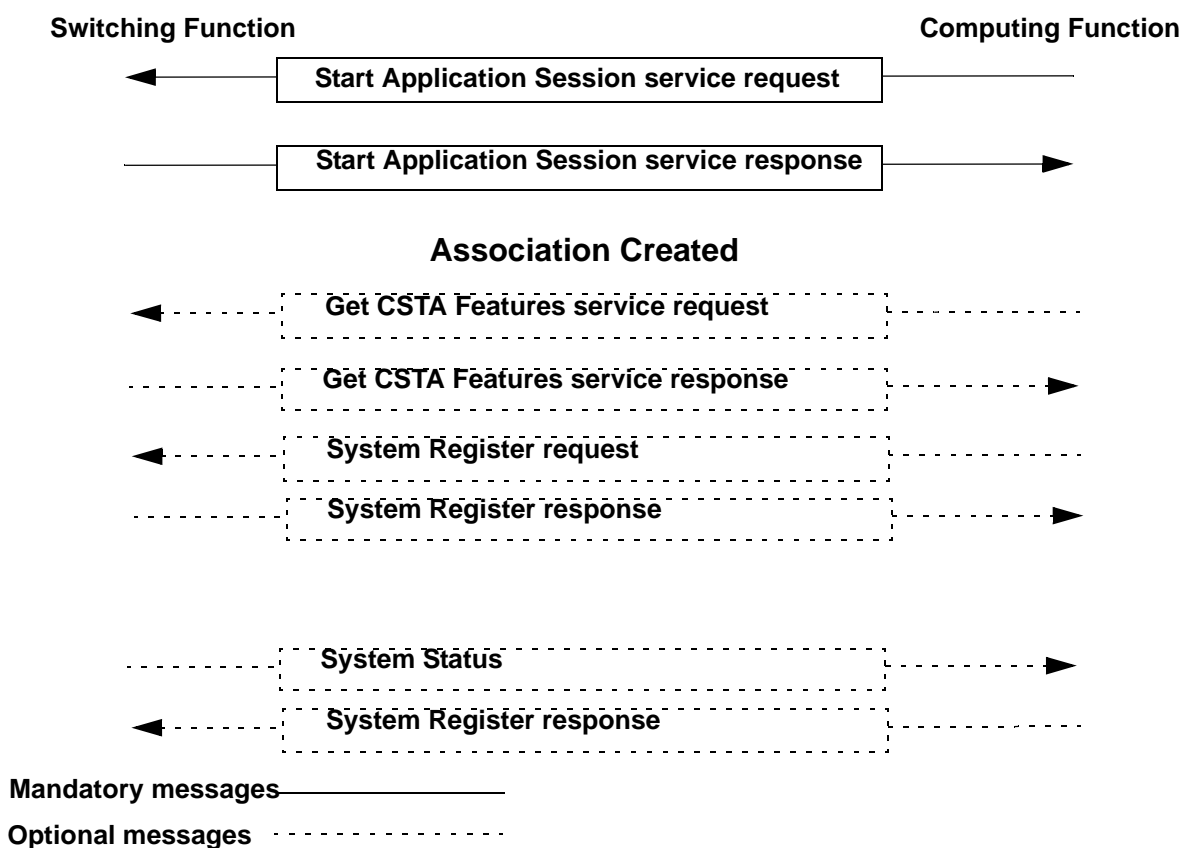 Switching Function
Computing Function
Start Application Session service request
Start Application Session service response
Association Created
Get CSTA Features service request
Get CSTA Features service response
System Register request
System Register response
System Status
System Register response
Mandatory messages
Optional messages